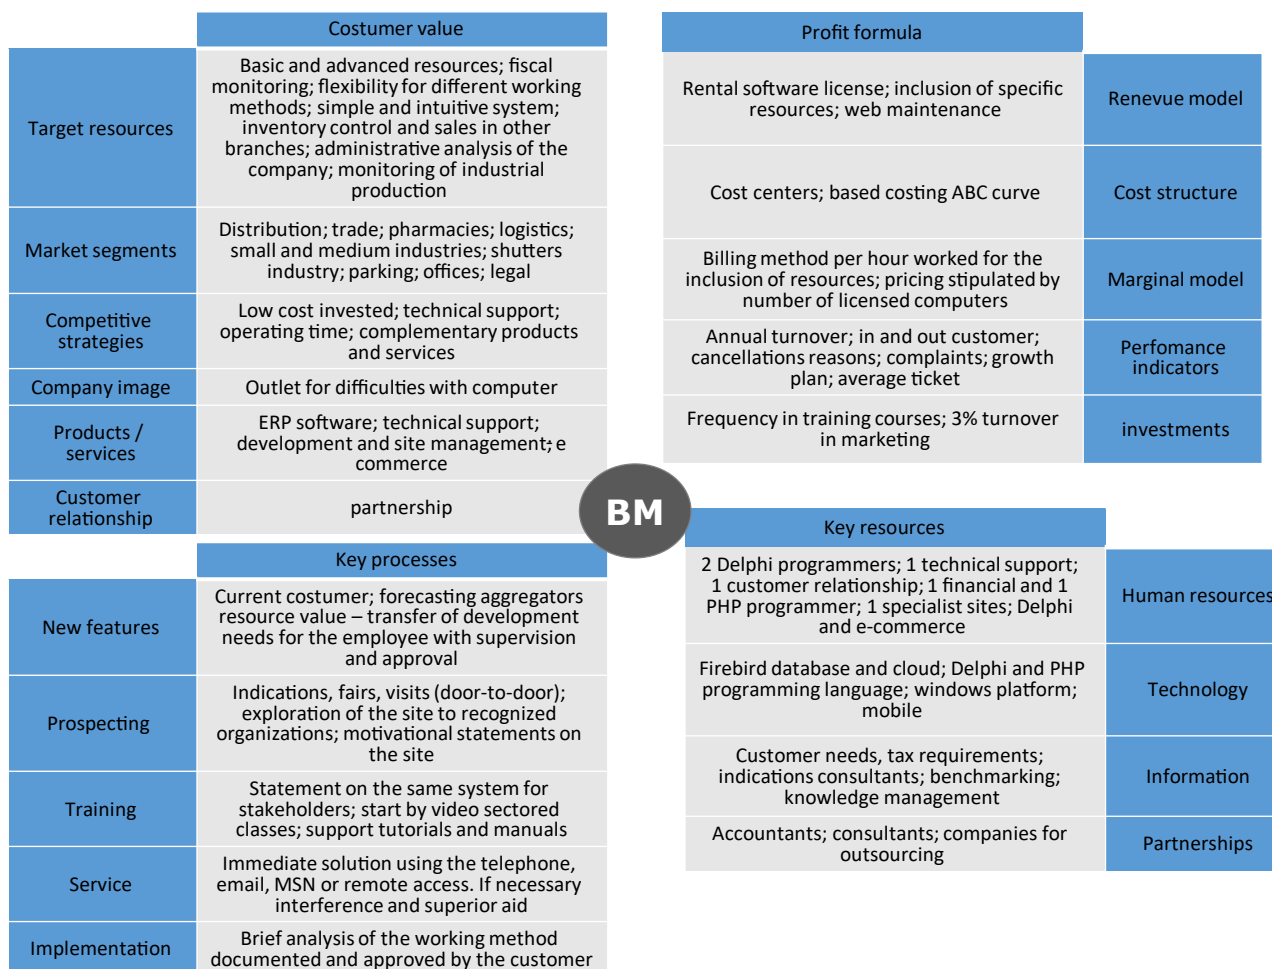 Costumer value
Target resources
Basic and advanced resources; fiscal
monitoring; flexibility for different working
methods; simple and intuitive system;
inventory control and sales in other
branches; administrative analysis of the
company; monitoring of industrial
production
Market segments
Distribution; trade; pharmacies; logistics;
small and medium industries; shutters
industry; parking; offices; legal
Competitive
strategies
Low cost invested; technical support;
operating time; complementary products
and services
Company image
Outlet for difficulties with computer
Products /
services
ERP software; technical support;
development and site management; e
commerce
Customer
relationship
partnership
Profit formula
Rental software license; inclusion of specific
resources; web maintenance
Renevue model
Cost centers; based costing ABC curve
Cost structure
Billing method per hour worked for the
inclusion of resources; pricing stipulated by
number of licensed computers
Marginal model
Annual turnover; in and out customer;
cancellations reasons; complaints; growth
plan; average ticket
Perfomance
indicators
Frequency in training courses; 3% turnover
in marketing
investments
BM
Key processes
New features
Current costumer; forecasting aggregators
resource value – transfer of development
needs for the employee with supervision
and approval
Prospecting
Indications, fairs, visits (door-to-door);
exploration of the site to recognized
organizations; motivational statements on
the site
Training
Statement on the same system for
stakeholders; start by video sectored
classes; support tutorials and manuals
Service
Immediate solution using the telephone,
email, MSN or remote access. If necessary
interference and superior aid
Implementation
Brief analysis of the working method
documented and approved by the customer
Key resources
2 Delphi programmers; 1 technical support;
1 customer relationship; 1 financial and 1
PHP programmer; 1 specialist sites; Delphi
and e-commerce
Human resources
Firebird database and cloud; Delphi and PHP
programming language; windows platform;
mobile
Technology
Customer needs, tax requirements;
indications consultants; benchmarking;
knowledge management
Information
Accountants; consultants; companies for
outsourcing
Partnerships